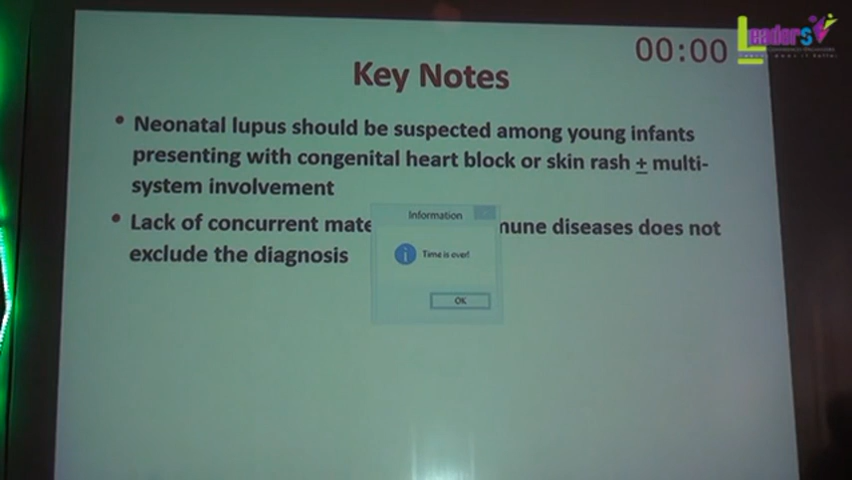 00:00
Leaders
Key Notes
• Neonatal lupus should be suspected among young infants
presenting with congenital heart block or skin rash ± multi-
system involvement
• Lack of concurrent mate
mune diseases does not
exclude the diagnosis
Information
Time is over!
OK